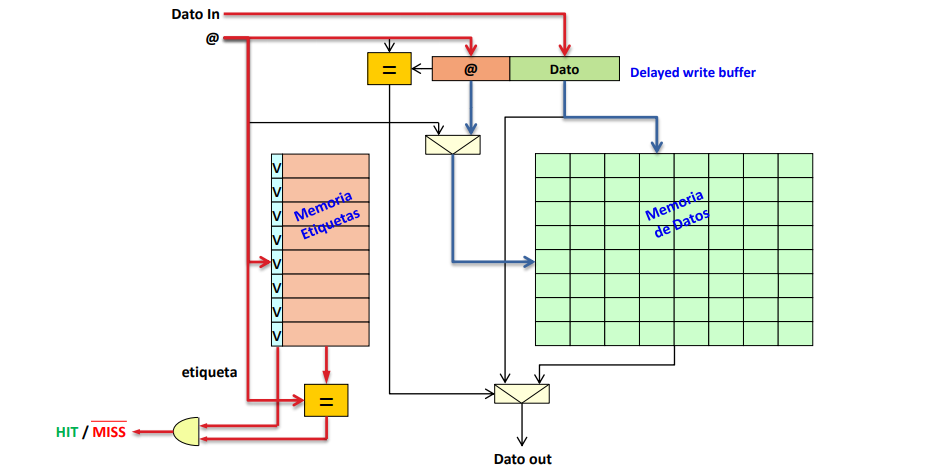 Dato In
@
=
@
Dato
Delayed write buffer
V
V
V
V
V
V
V
V
Memoria
Etiquetas
Memoria
de Datos
etiqueta
=
HIT / MISS
Dato out